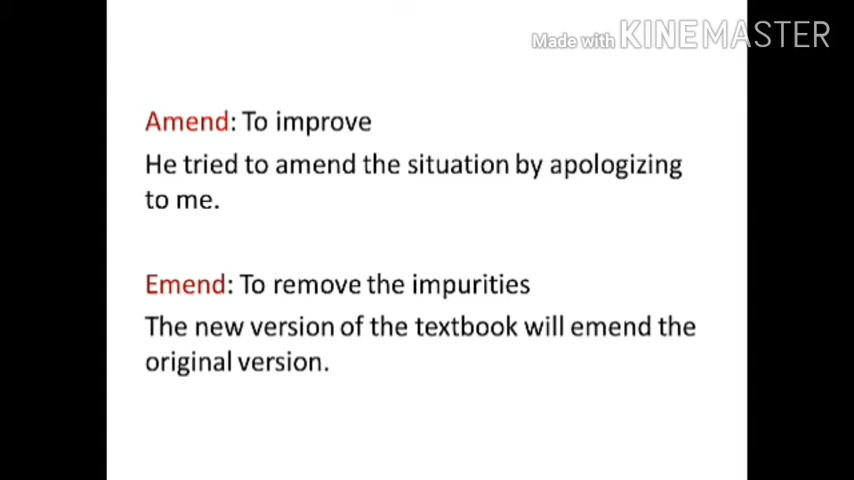 Made with KINEMASTER
Amend: To improve
He tried to amend the situation by apologizing
to me.
Emend: To remove the impurities
The new version of the textbook will emend the
original version.